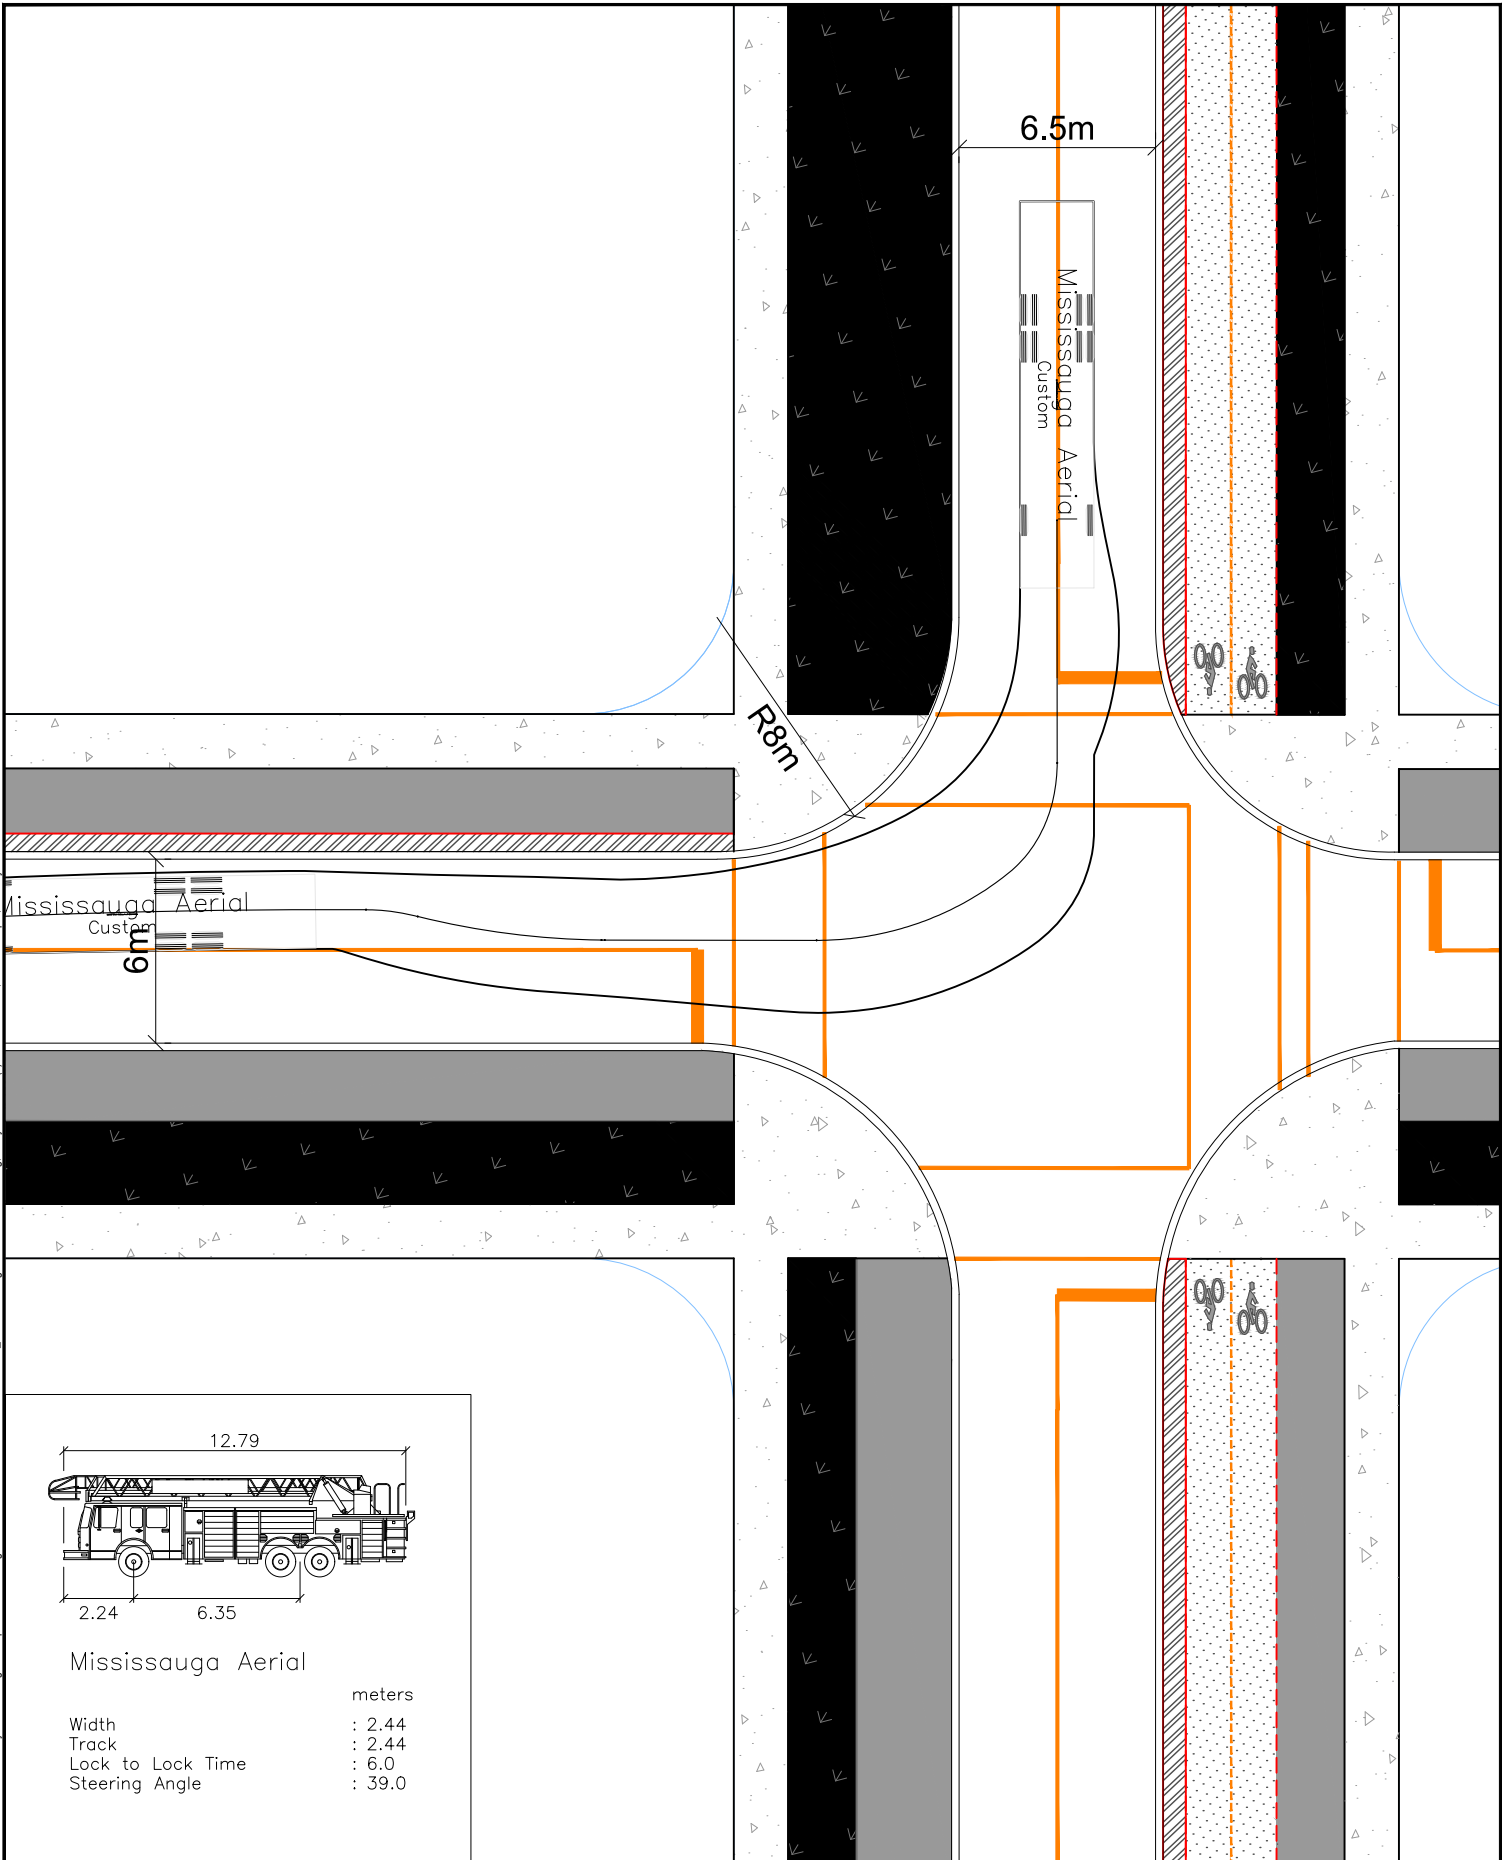 6.5m
Mississauga Aerial
Custom
R8m
Mississauga Aerial
Custom
6m
12.79
2.24
6.35
Mississauga Aerial
meters
Width : 2.44
Track : 2.44
Lock to Lock Time : 6.0
Steering Angle : 39.0